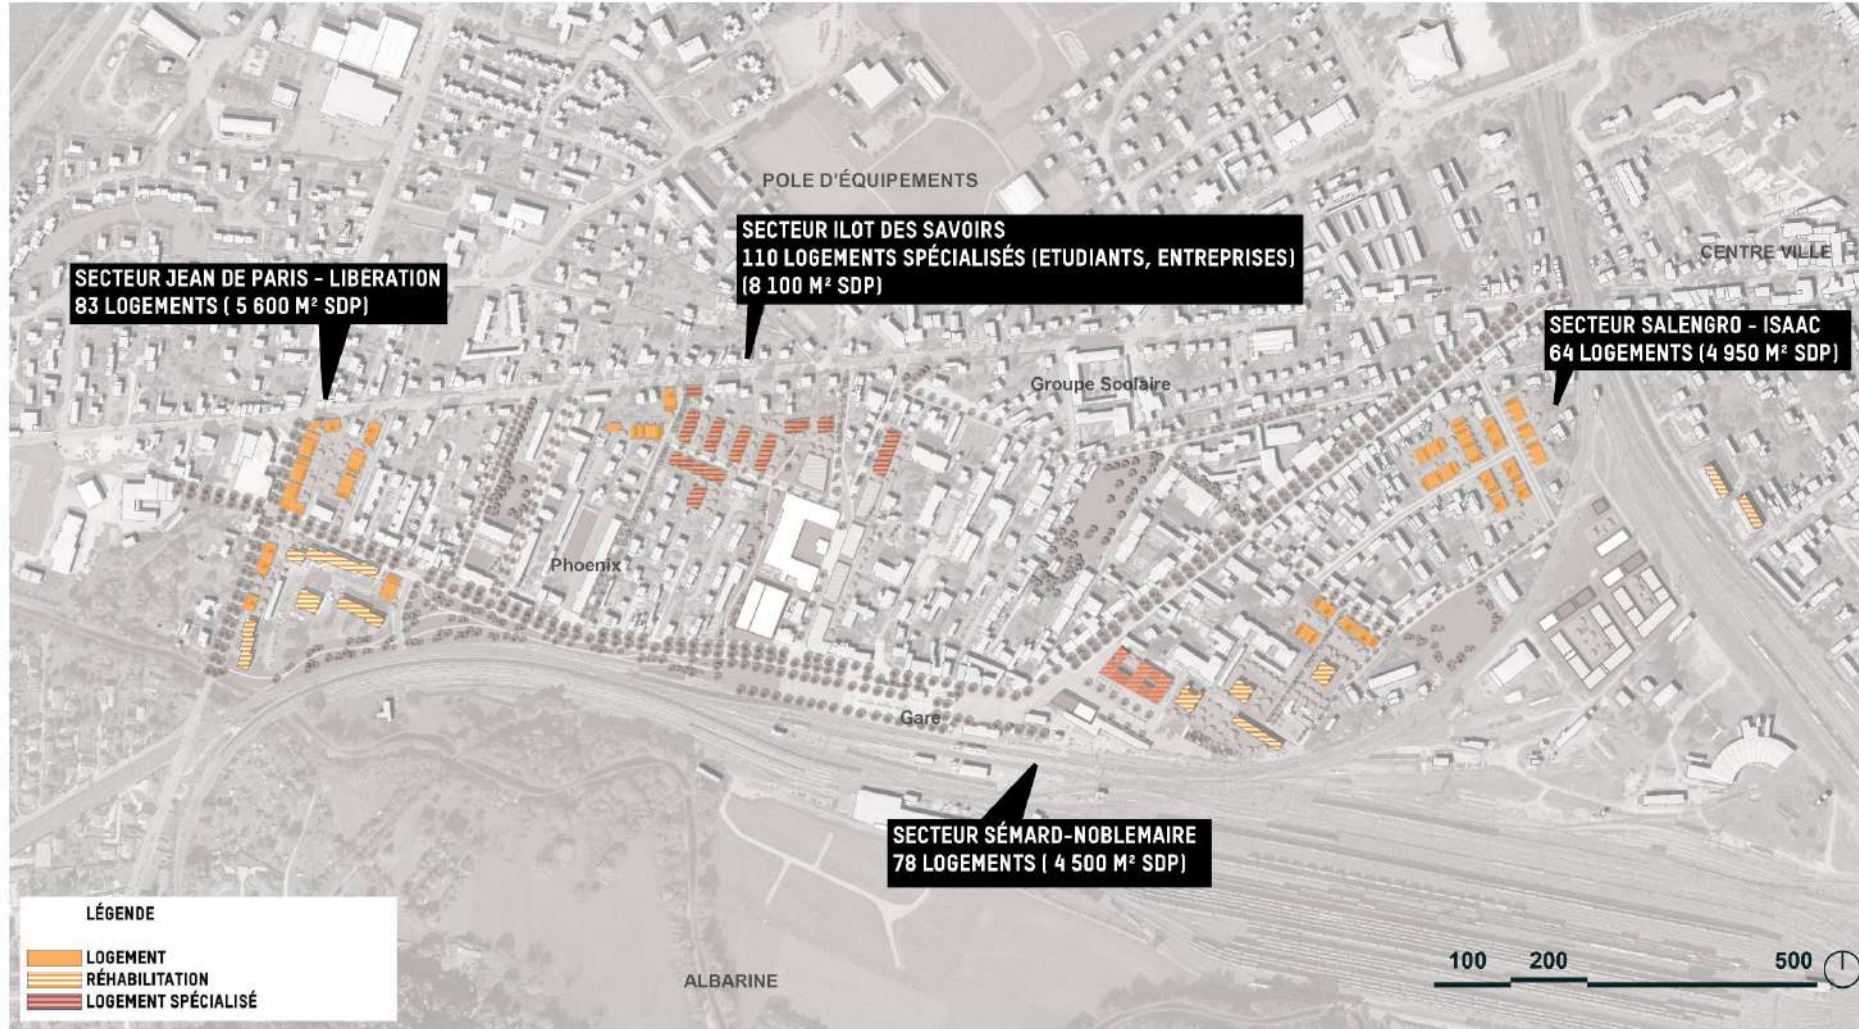 POLE D'ÉQUIPEMENTS
SECTEUR ILOT DES SAVOIRS
110 LOGEMENTS SPÉCIALISÉS (ETUDIANTS, ENTREPRISES)
(8 100 M² SDP)
CENTRE VILLE
SECTEUR JEAN DE PARIS - LIBÉRATION
83 LOGEMENTS ( 5 600 M² SDP)
SECTEUR SALENGRO - ISAAC
64 LOGEMENTS (4 950 M² SDP)
Groupe Scolaire
Phoenix
Gare
SECTEUR SÉMARD-NOBLEMAIRE
78 LOGEMENTS ( 4 500 M² SDP)
LÉGENDE
LOGEMENT
RÉHABILITATION
LOGEMENT SPÉCIALISÉ
ALBARINE
100 200 500